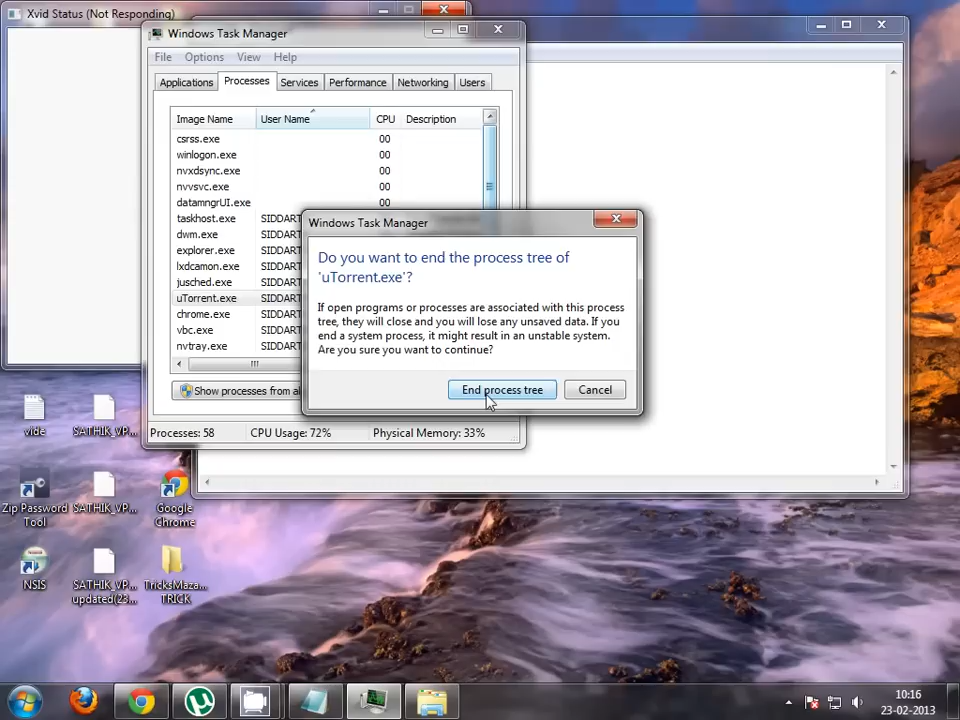 Xvid Status (Not Responding)
Windows Task Manager
File Options View Help
Applications Processes Services Performance Networking Users
Image Name User Name CPU Description
csrss.exe 00
winlogon.exe 00
nvxdsync.exe 00
nvvsvc.exe 00
datamngrUI.exe 00
taskhost.exe SIDDART
dwm.exe SIDDART
explorer.exe SIDDART
lxdcamon.exe SIDDART
jusched.exe SIDDART
uTorrent.exe SIDDART
chrome.exe SIDDART
vbc.exe SIDDART
nvtray.exe SIDDART
Show processes from al
Processes: 58 CPU Usage: 72% Physical Memory: 33%
Windows Task Manager
Do you want to end the process tree of
'uTorrent.exe'?
If open programs or processes are associated with this process
tree, they will close and you will lose any unsaved data. If you
end a system process, it might result in an unstable system.
Are you sure you want to continue?
End process tree Cancel
vide SATHIK_VP...
Zip Password
Tool
SATHIK_VP...
Google
Chrome
NSIS
SATHIK_VP...
updated(23...
TricksMaza...
TRICK
10:16
23-02-2013